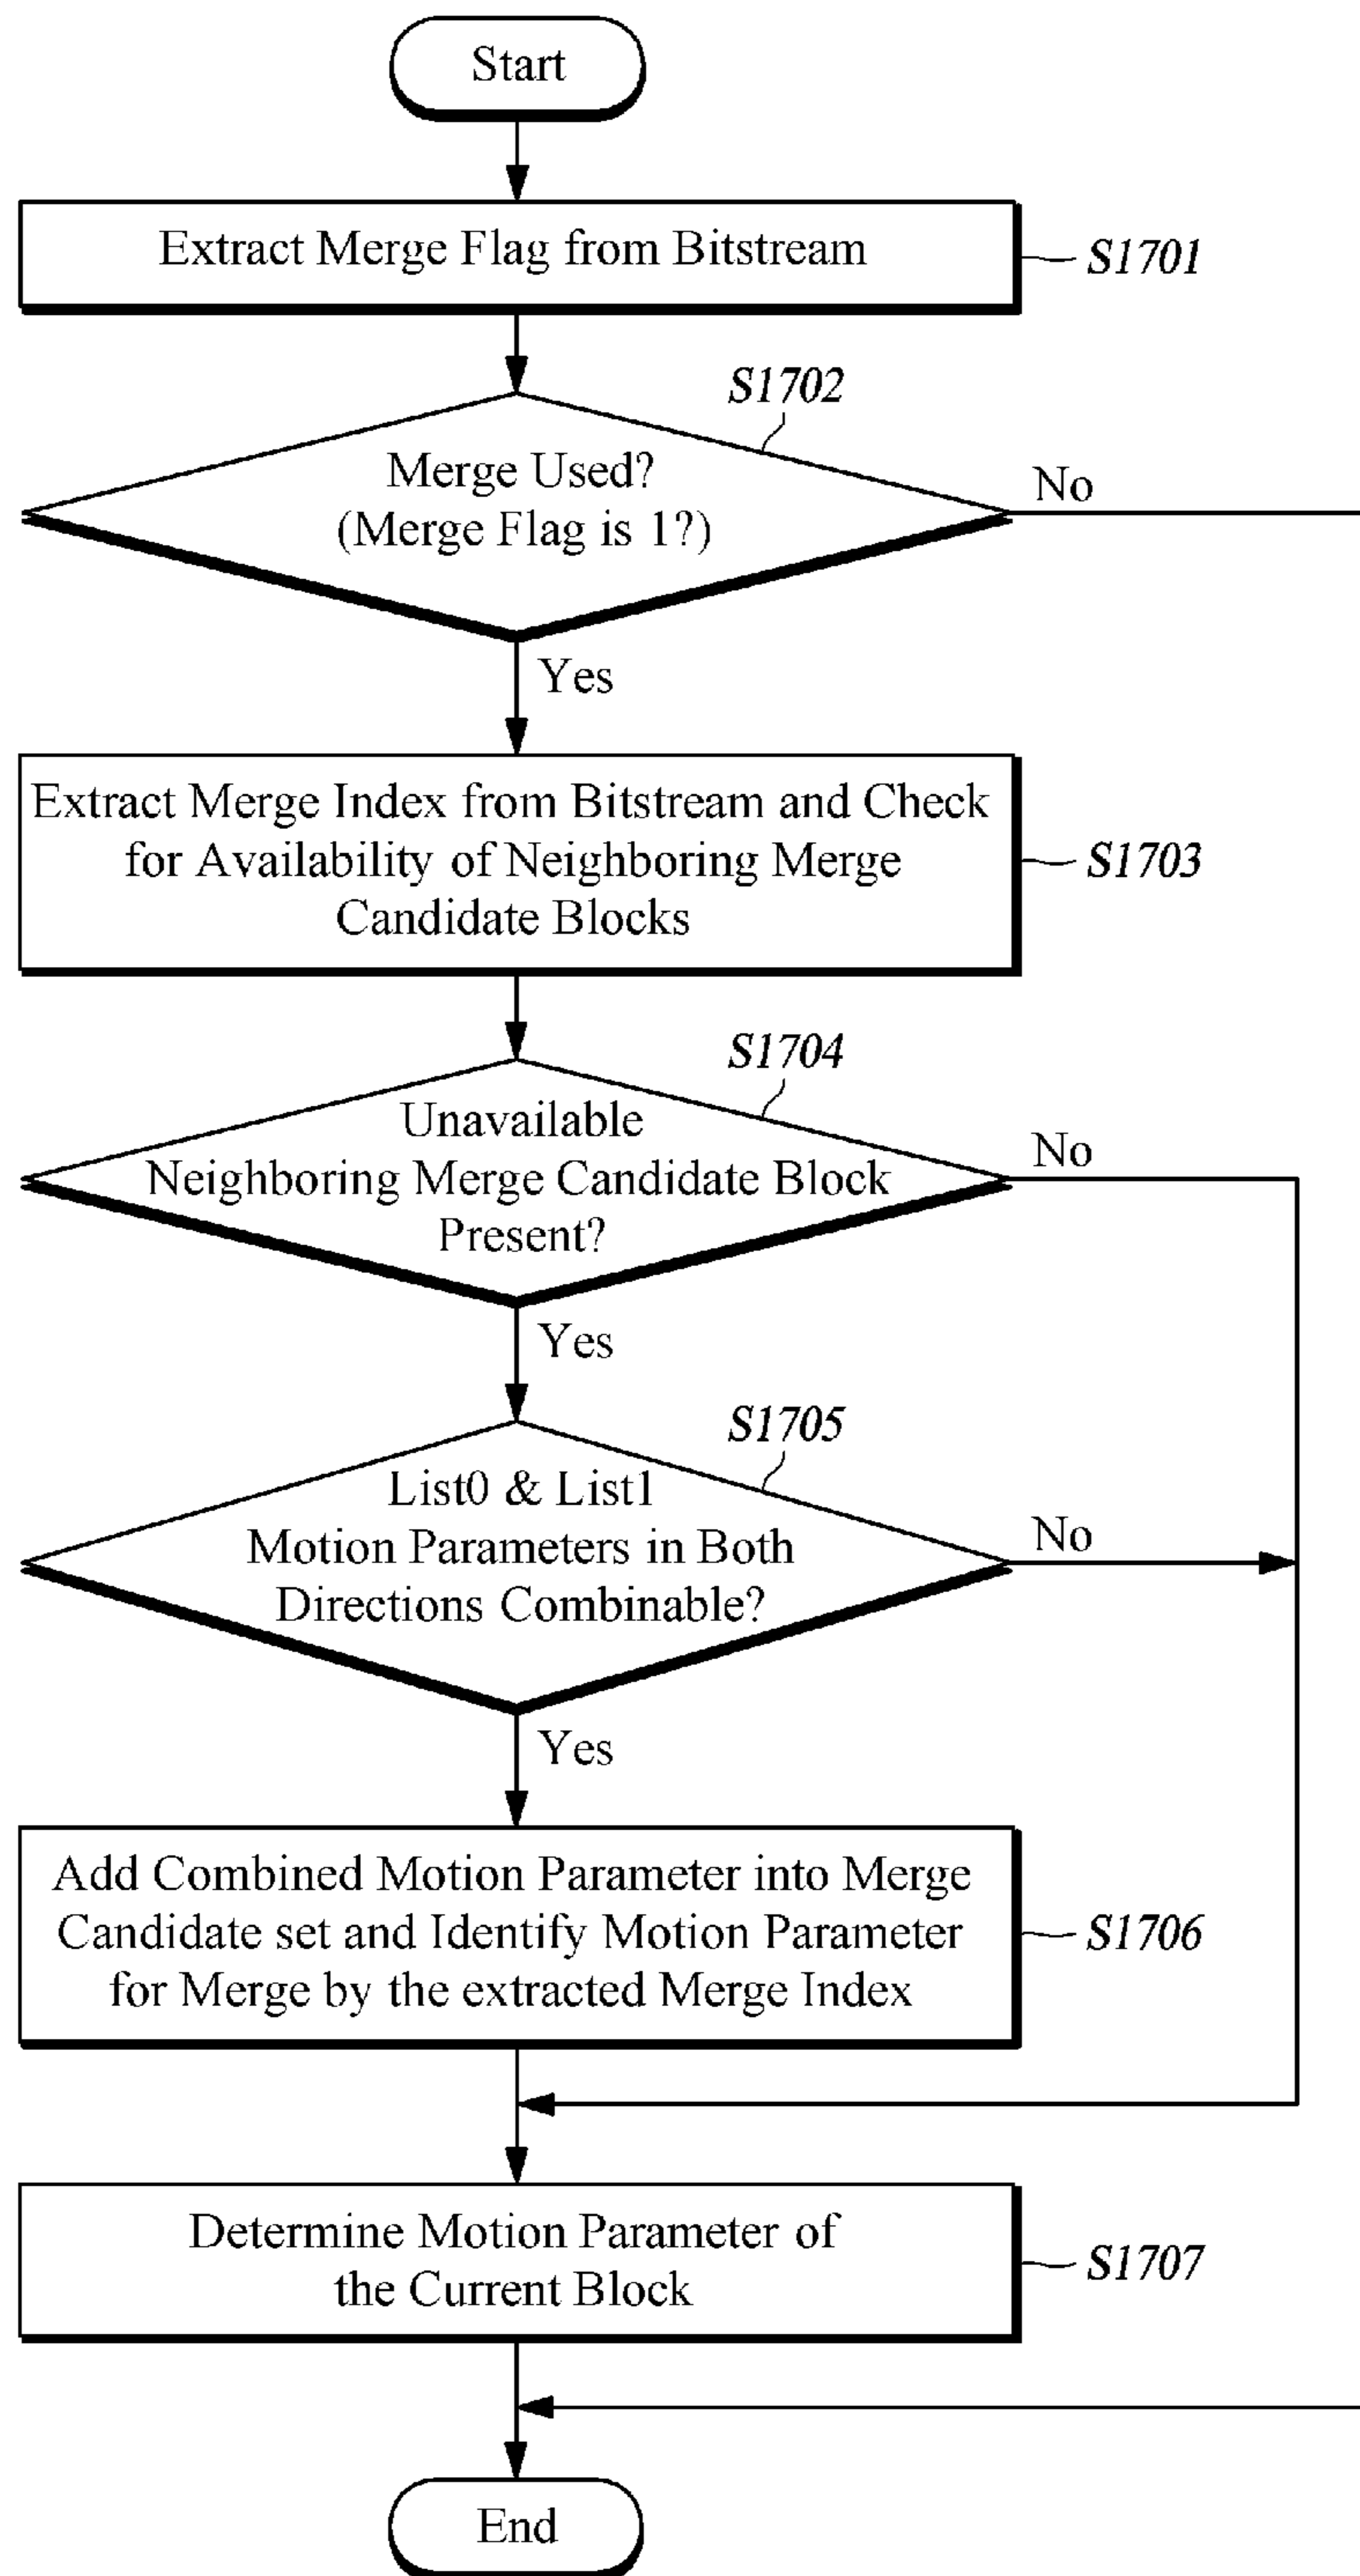 Start
Extract Merge Flag from Bitstream
S1701
S1702
Merge Used?
(Merge Flag is 1?)
No
Yes
Extract Merge Index from Bitstream and Check
for Availability of Neighboring Merge
Candidate Blocks
S1703
S1704
Unavailable
Neighboring Merge Candidate Block
Present?
No
Yes
S1705
List0 & List1
Motion Parameters in Both
Directions Combinable?
No
Yes
Add Combined Motion Parameter into Merge
Candidate set and Identify Motion Parameter
for Merge by the extracted Merge Index
S1706
Determine Motion Parameter of
the Current Block
S1707
End